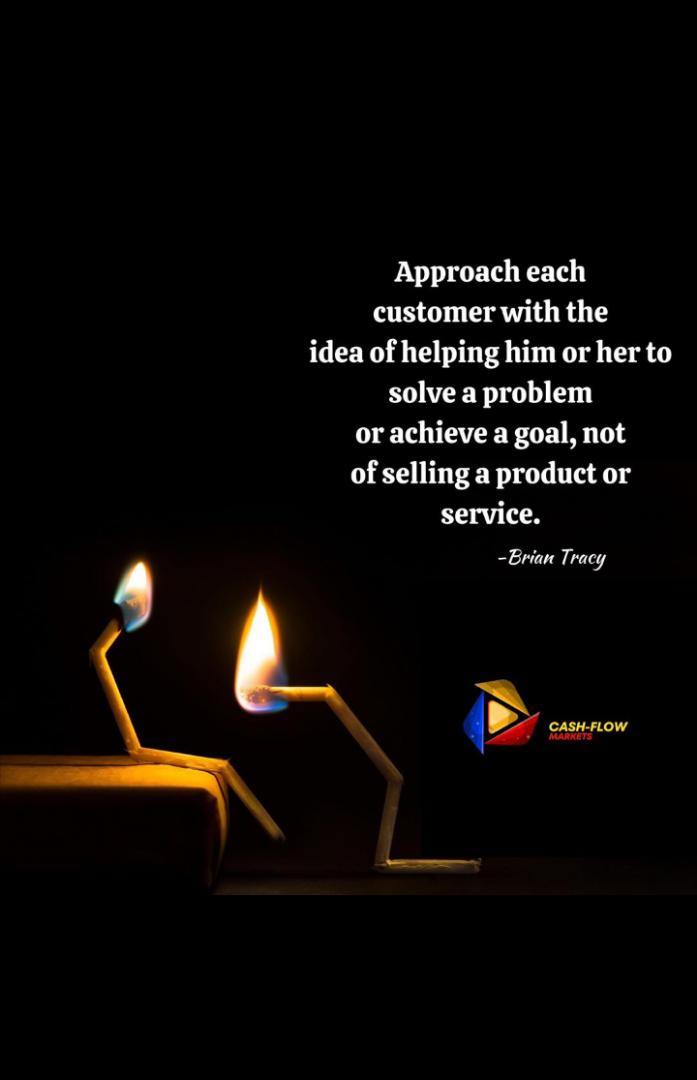 Approach each
customer with the
idea of helping him or her to
solve a problem
or achieve a goal, not
of selling a product or
service.
-Brian Tracy
CASH-FLOW
MARKETS